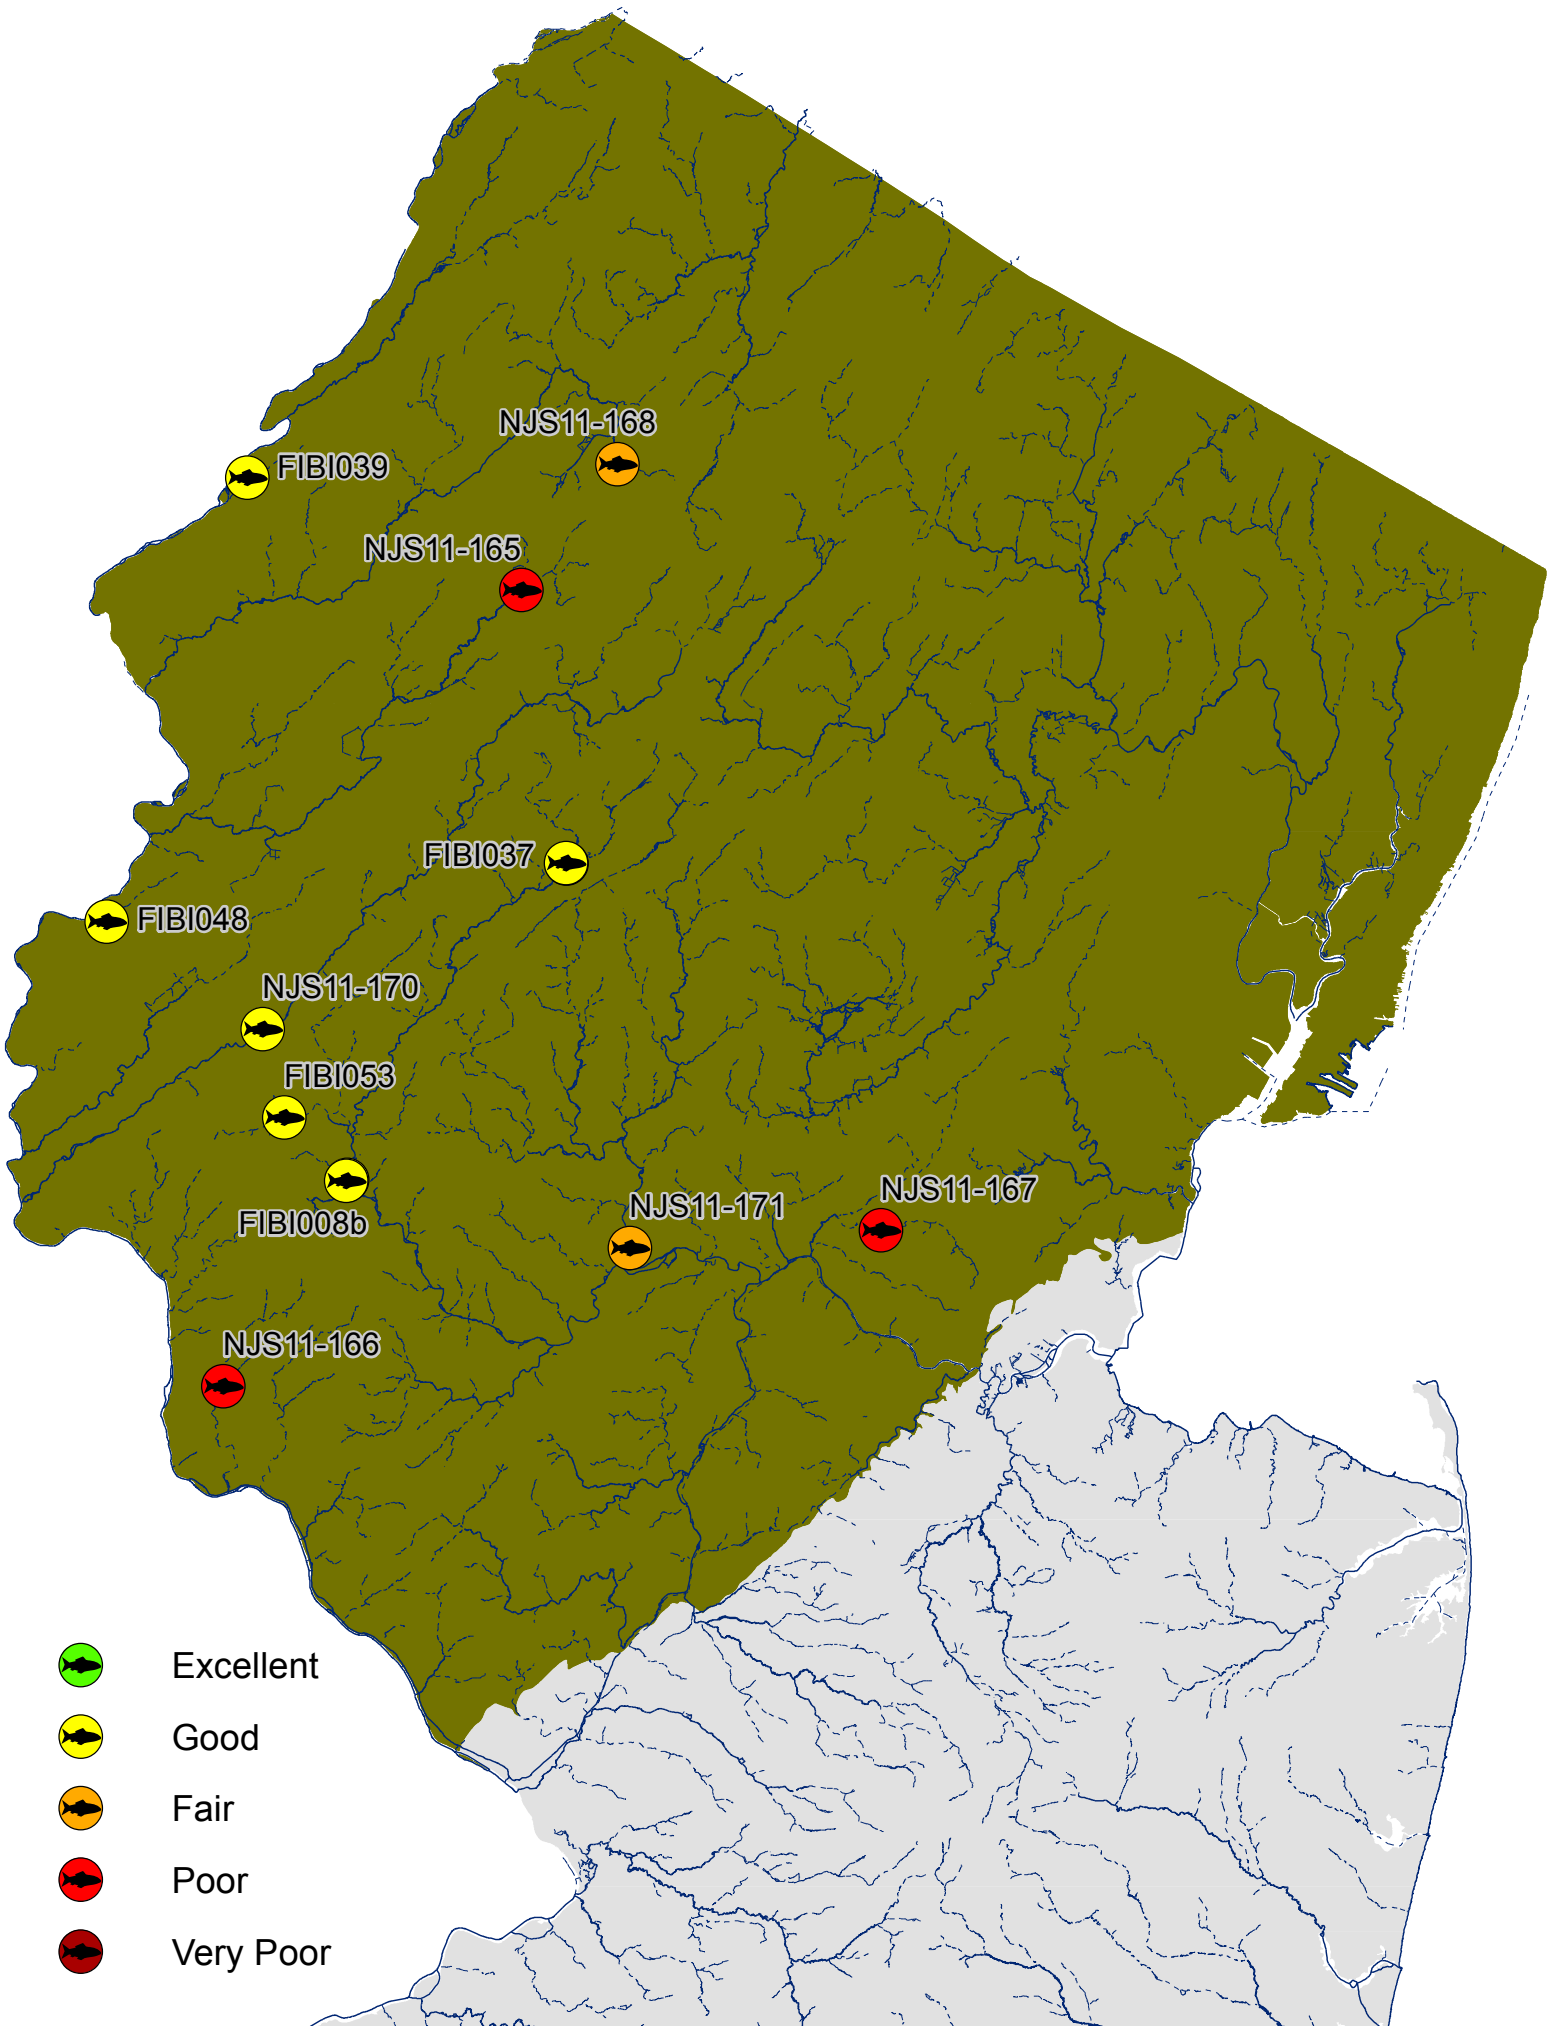 NJS11-168
FIBI039
NJS11-165
FIBI037
FIBI048
NJS11-170
FIBI053
FIBI008b
NJS11-171
NJS11-167
NJS11-166
Excellent
Good
Fair
Poor
Very Poor